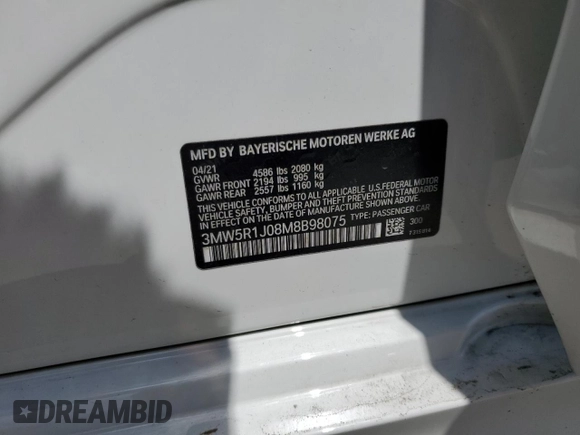 MFD BY BAYERISCHE MOTOREN WERKE AG
04/21
GVWR 4586 lbs 2080 kg
GAWR FRONT 2194 lbs 995 kg
GAWR REAR 2557 lbs 1160 kg
THIS VEHICLE CONFORMS TO ALL APPLICABLE U.S. FEDERAL MOTOR
VEHICLE SAFETY, BUMPER, AND THEFT PREVENTION STANDARDS
IN EFFECT ON THE DATE OF MANUFACTURE SHOWN ABOVE.
3MW5R1J08M8B98075 TYPE: PASSENGER CAR
300
DREAMBID